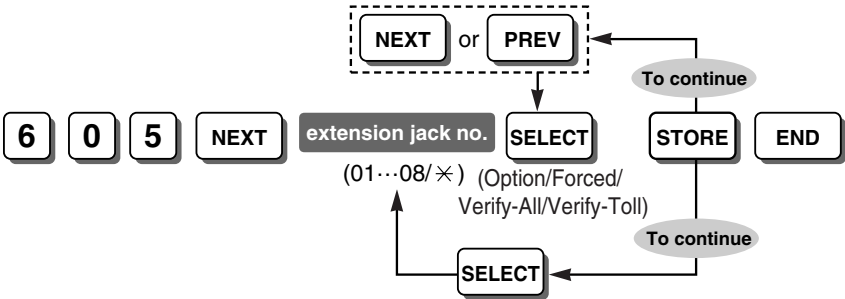 NEXT or PREV
To continue
6 0 5 NEXT extension jack no. SELECT STORE END
(01···08/✳) (Option/Forced/
Verify-All/Verify-Toll)
To continue
SELECT